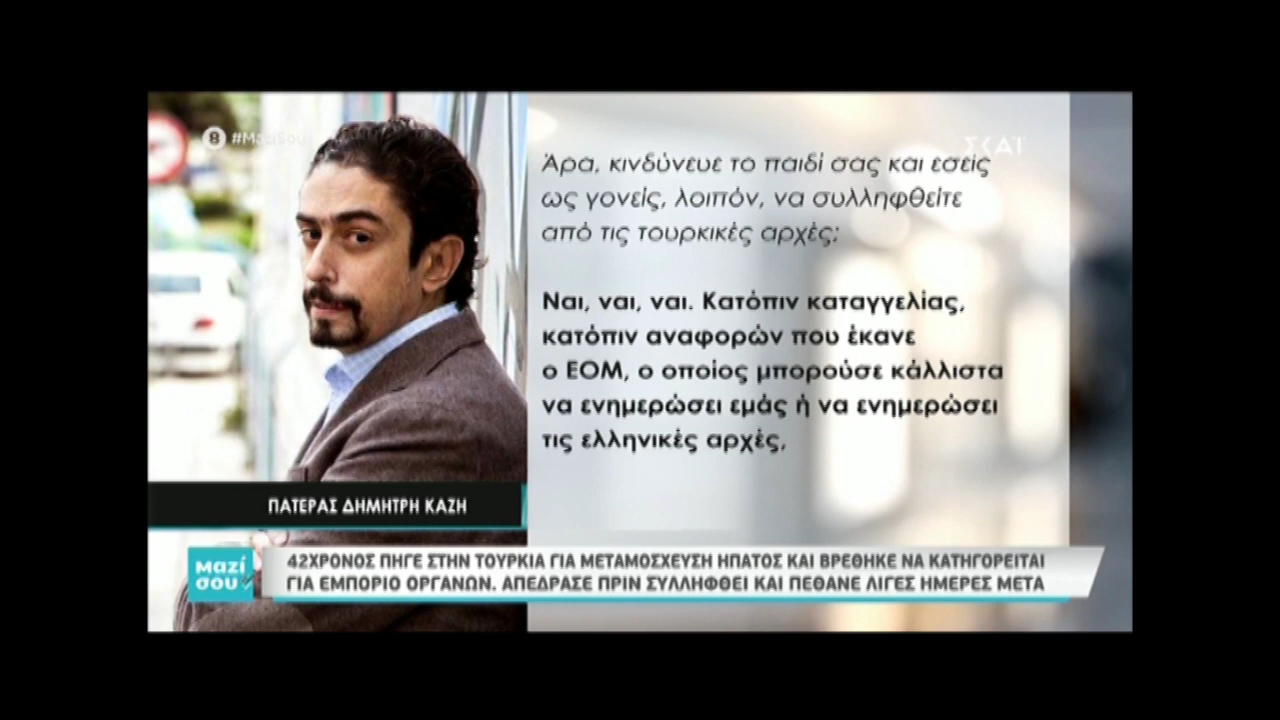 8 #Μαζίσου
ΣΚΑΪ
Άρα, κινδύνευε το παιδί σας και εσείς
ως γονείς, λοιπόν, να συλληφθείτε
από τις τουρκικές αρχές;
Ναι, ναι, ναι. Κατόπιν καταγγελίας,
κατόπιν αναφορών που έκανε
ο ΕΟΜ, ο οποίος μπορούσε κάλλιστα
να ενημερώσει εμάς ή να ενημερώσει
τις ελληνικές αρχές,
ΠΑΤΕΡΑΣ ΔΗΜΗΤΡΗ ΚΑΖΗ
μαζί
σου
42ΧΡΟΝΟΣ ΠΗΓΕ ΣΤΗΝ ΤΟΥΡΚΙΑ ΓΙΑ ΜΕΤΑΜΟΣΧΕΥΣΗ ΗΠΑΤΟΣ ΚΑΙ ΒΡΕΘΗΚΕ ΝΑ ΚΑΤΗΓΟΡΕΙΤΑΙ
ΓΙΑ ΕΜΠΟΡΙΟ ΟΡΓΑΝΩΝ. ΑΠΕΔΡΑΣΕ ΠΡΙΝ ΣΥΛΛΗΦΘΕΙ ΚΑΙ ΠΕΘΑΝΕ ΛΙΓΕΣ ΗΜΕΡΕΣ ΜΕΤΑ